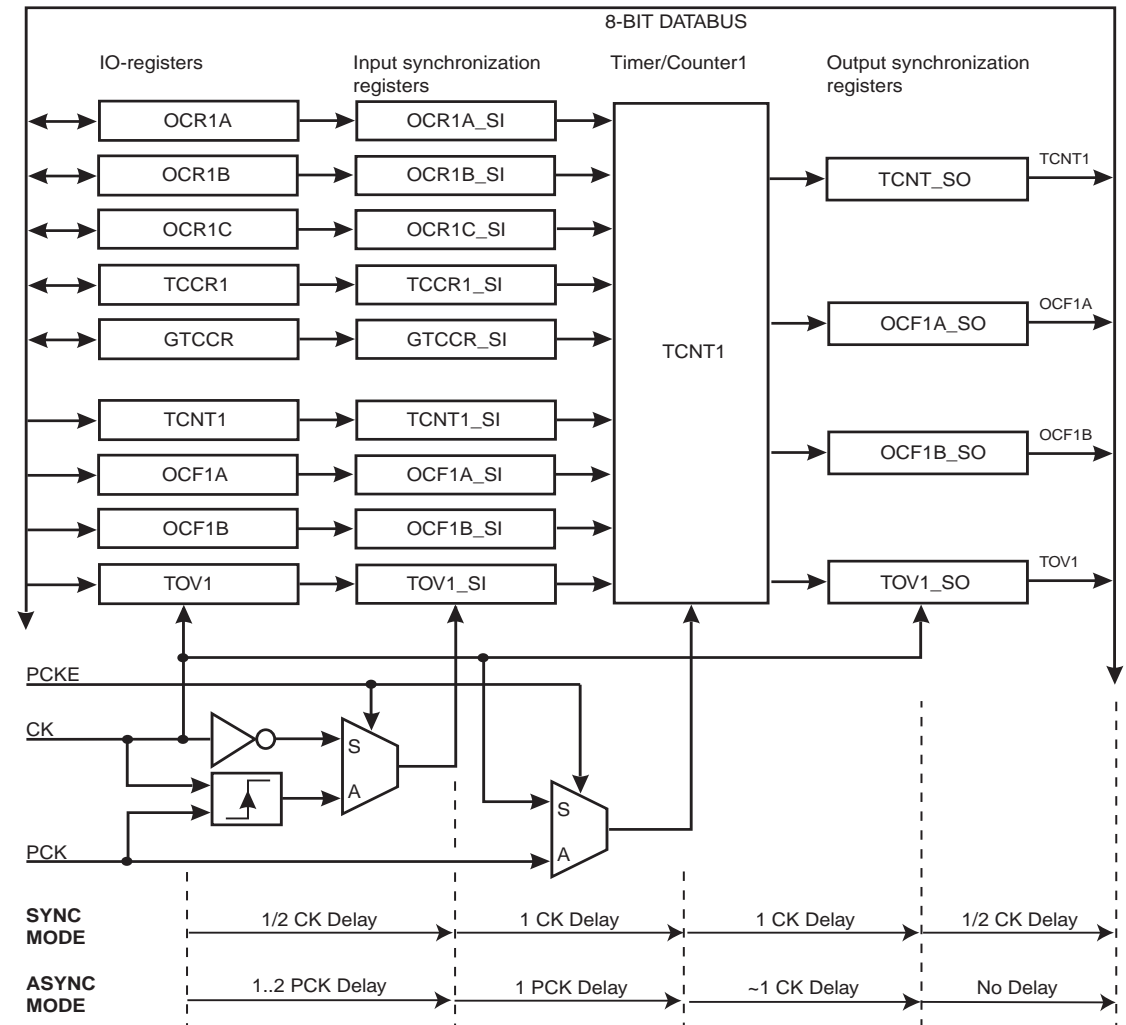 8-BIT DATABUS
IO-registers
Input synchronization
registers
Timer/Counter1
Output synchronization
registers
OCR1A
OCR1A_SI
OCR1B
OCR1B_SI
OCR1C
OCR1C_SI
TCCR1
TCCR1_SI
GTCCR
GTCCR_SI
TCNT1
TCNT1_SI
OCF1A
OCF1A_SI
OCF1B
OCF1B_SI
TOV1
TOV1_SI
TCNT1
TCNT_SO
TCNT1
OCF1A_SO
OCF1A
OCF1B_SO
OCF1B
TOV1_SO
TOV1
PCKE
CK
S
A
S
A
PCK
SYNC
MODE
1/2 CK Delay
1 CK Delay
1 CK Delay
1/2 CK Delay
ASYNC
MODE
1..2 PCK Delay
1 PCK Delay
~1 CK Delay
No Delay